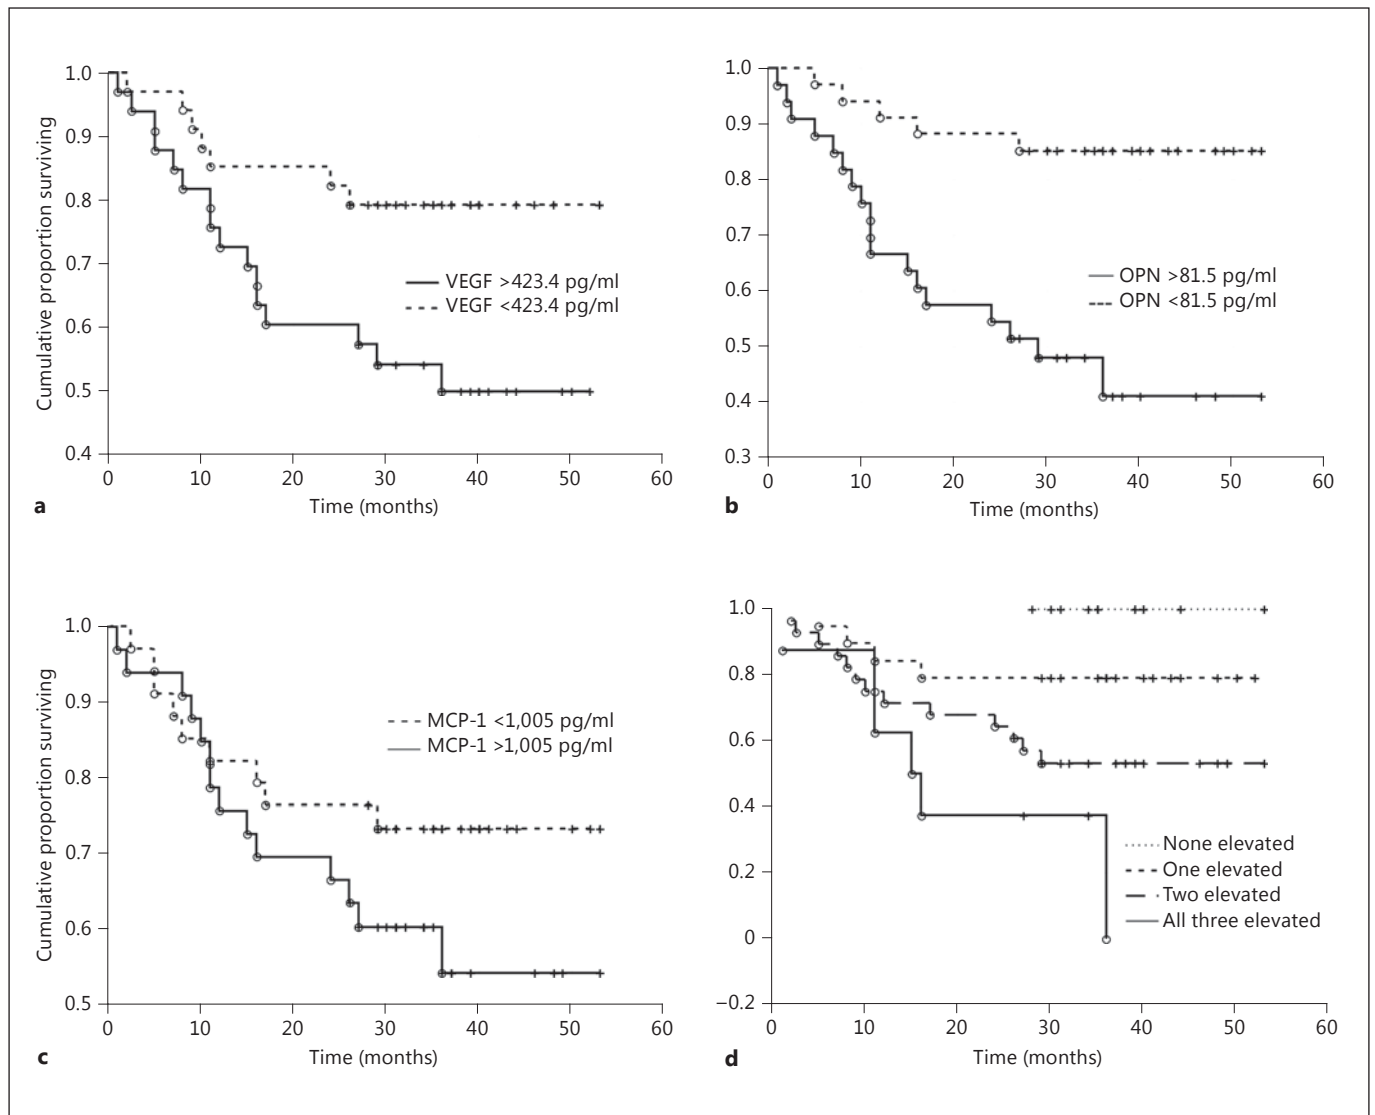 1.0
0.9
0.8
0.7
0.6
0.5
0.4
Cumulative proportion surviving
VEGF >423.4 pg/ml
VEGF <423.4 pg/ml
0 10 20 30 40 50 60
Time (months)
a
1.0
0.9
0.8
0.7
0.6
0.5
0.4
0.3
OPN >81.5 pg/ml
OPN <81.5 pg/ml
0 10 20 30 40 50 60
Time (months)
b
1.0
0.9
0.8
0.7
0.6
0.5
Cumulative proportion surviving
MCP-1 <1,005 pg/ml
MCP-1 >1,005 pg/ml
0 10 20 30 40 50 60
Time (months)
c
1.0
0.8
0.6
0.4
0.2
0
−0.2
None elevated
One elevated
Two elevated
All three elevated
0 10 20 30 40 50 60
Time (months)
d